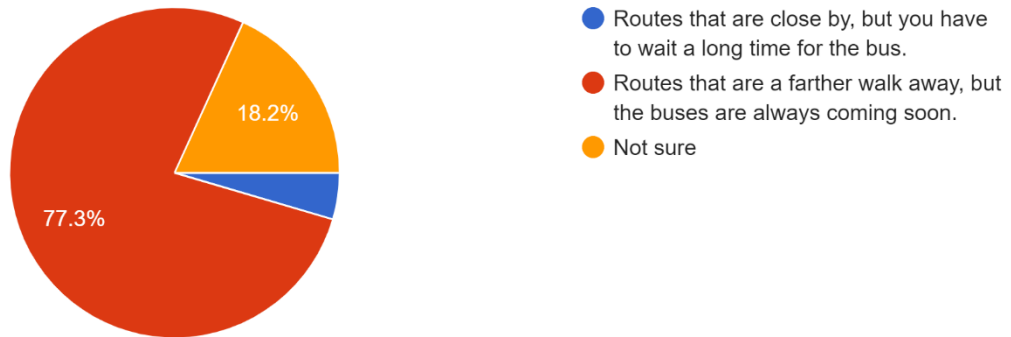 Routes that are close by, but you have
to wait a long time for the bus.
Routes that are a farther walk away, but
the buses are always coming soon.
Not sure
18.2%
77.3%